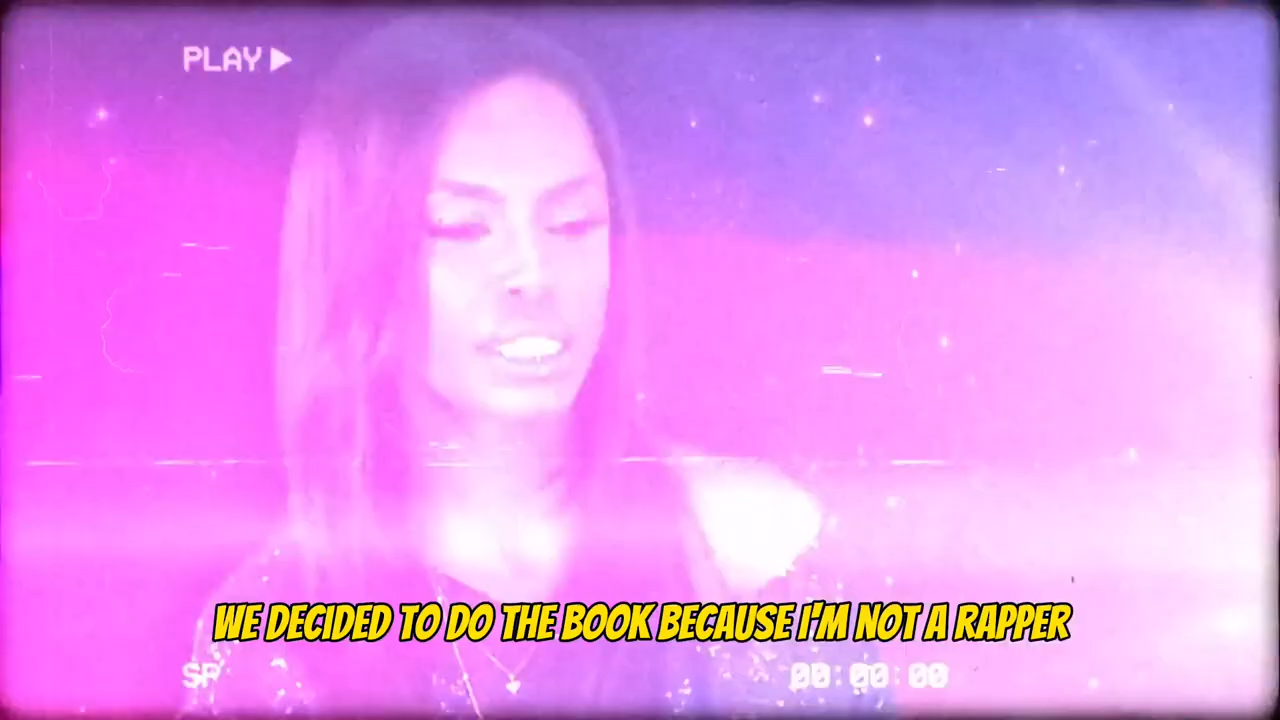 PLAY
WE DECIDED TO DO THE BOOK BECAUSE I'M NOT A RAPPER
SP
00:00:00